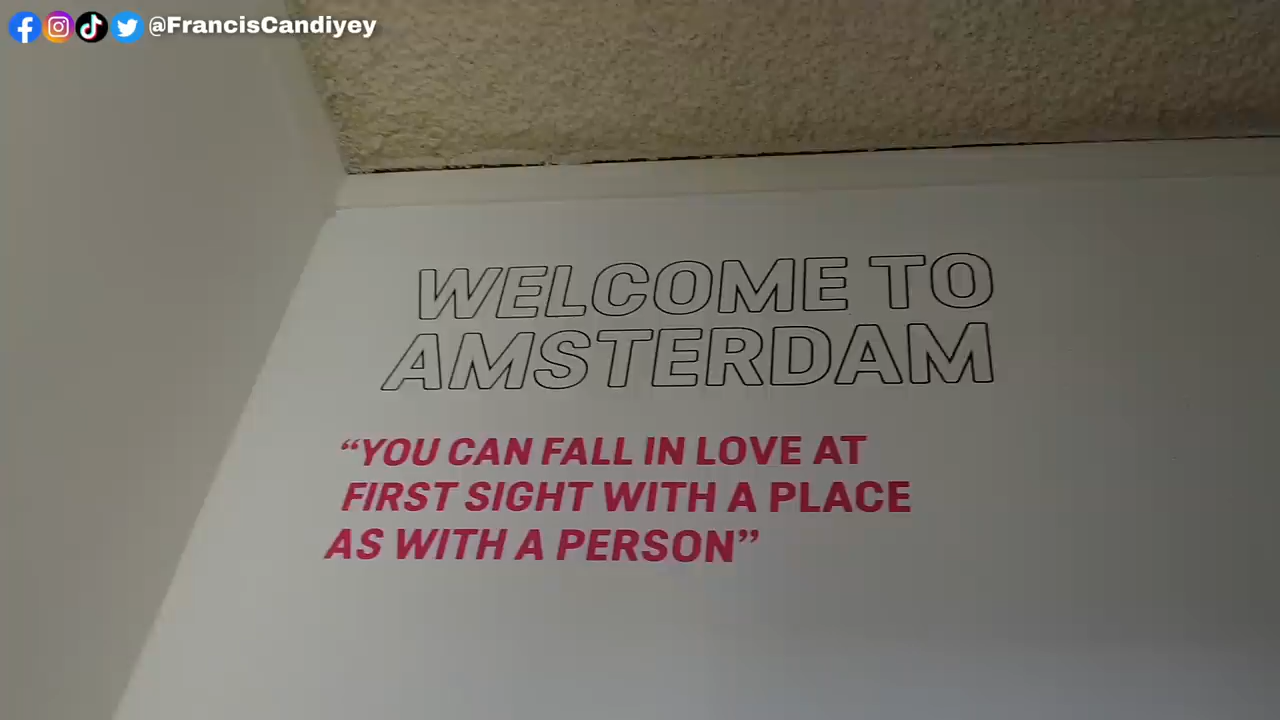 @FrancisCandiyey
WELCOME TO
AMSTERDAM
“YOU CAN FALL IN LOVE AT
FIRST SIGHT WITH A PLACE
AS WITH A PERSON”